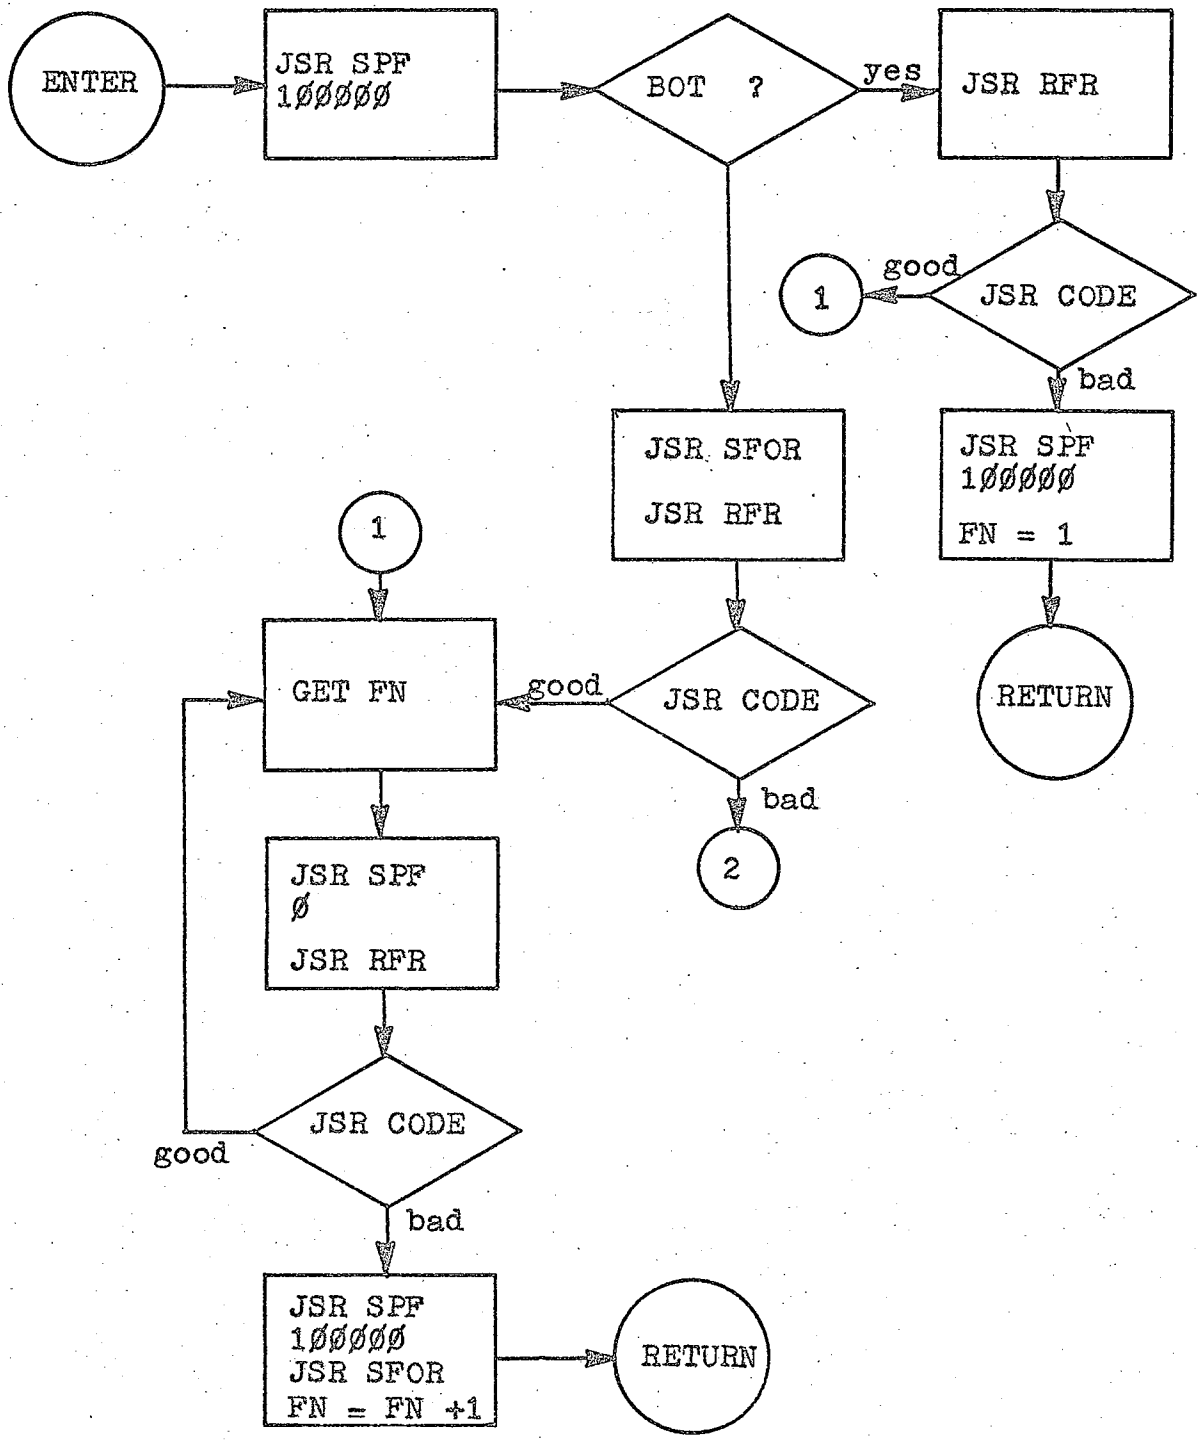 ENTER
JSR SPF
1ØØØØØ
BOT ?
yes
JSR RFR
good
1
JSR CODE
bad
JSR SFOR
JSR RFR
JSR SPF
1ØØØØØ
FN = 1
1
GET FN
good
JSR CODE
RETURN
bad
2
JSR SPF
Ø
JSR RFR
JSR CODE
good
bad
JSR SPF
1ØØØØØ
JSR SFOR
FN = FN +1
RETURN